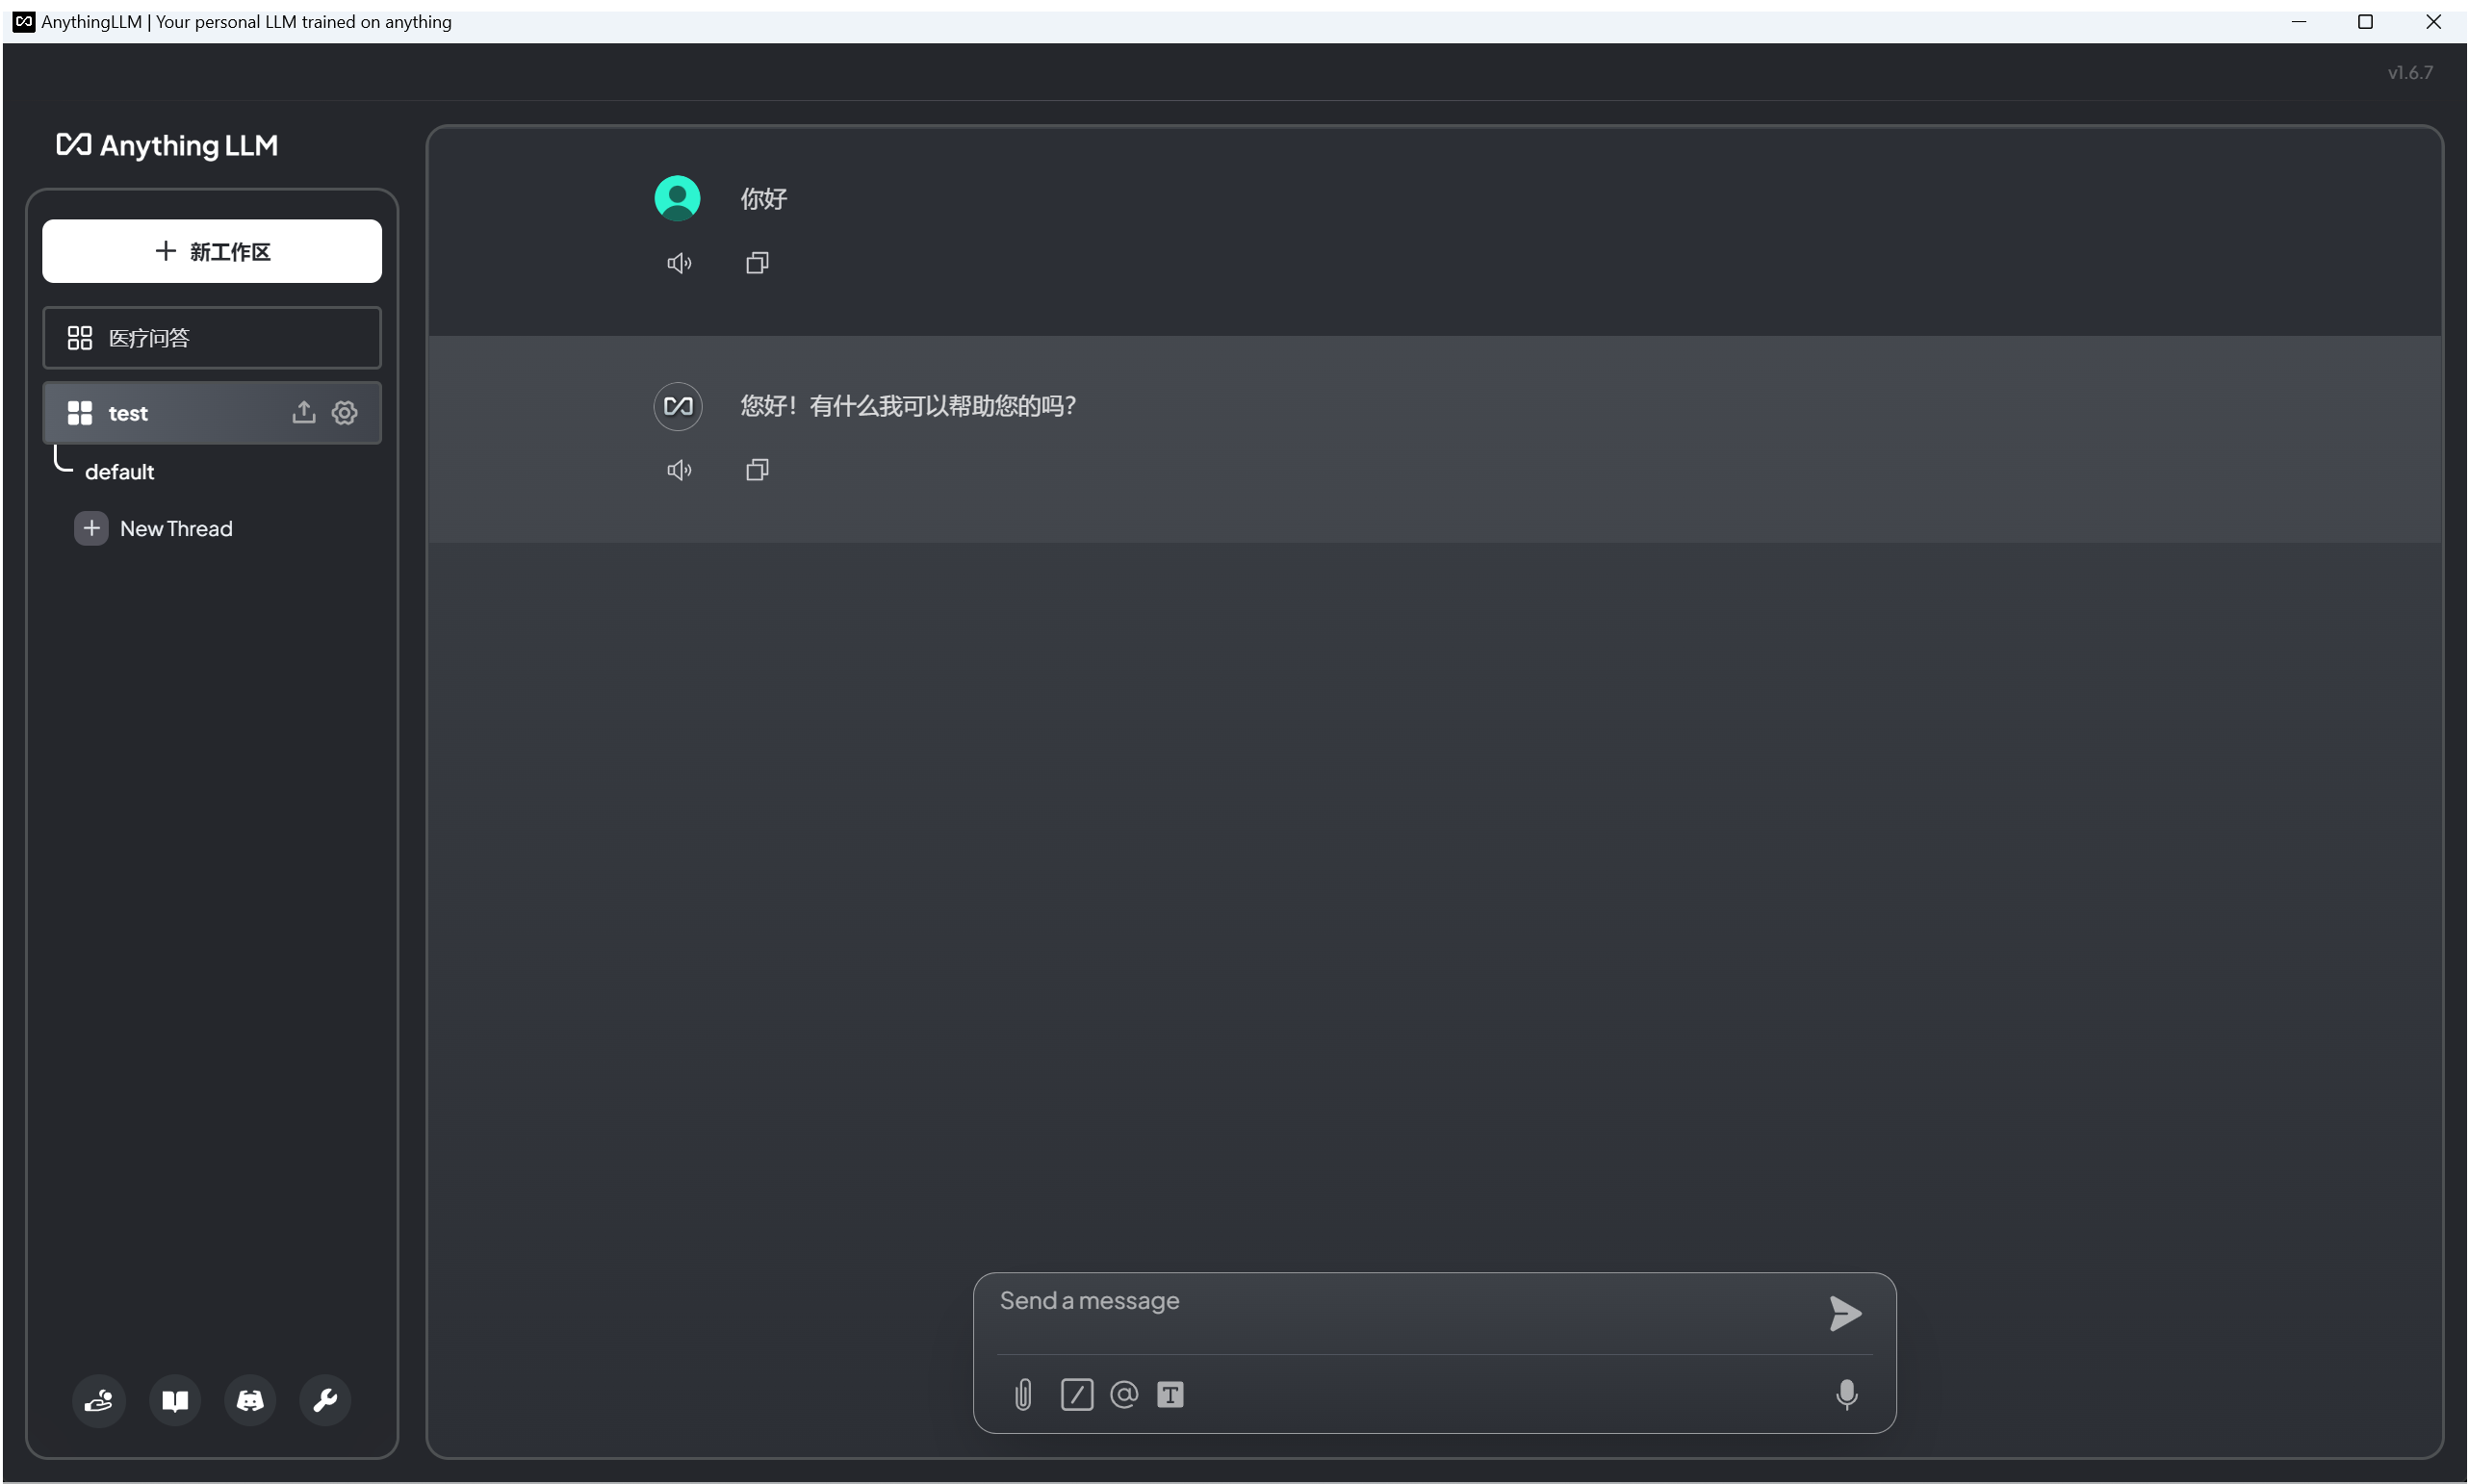 AnythingLLM | Your personal LLM trained on anything
v1.6.7
Anything LLM
新工作区
医疗问答
test
default
New Thread
你好
您好！有什么我可以帮助您的吗？
Send a message